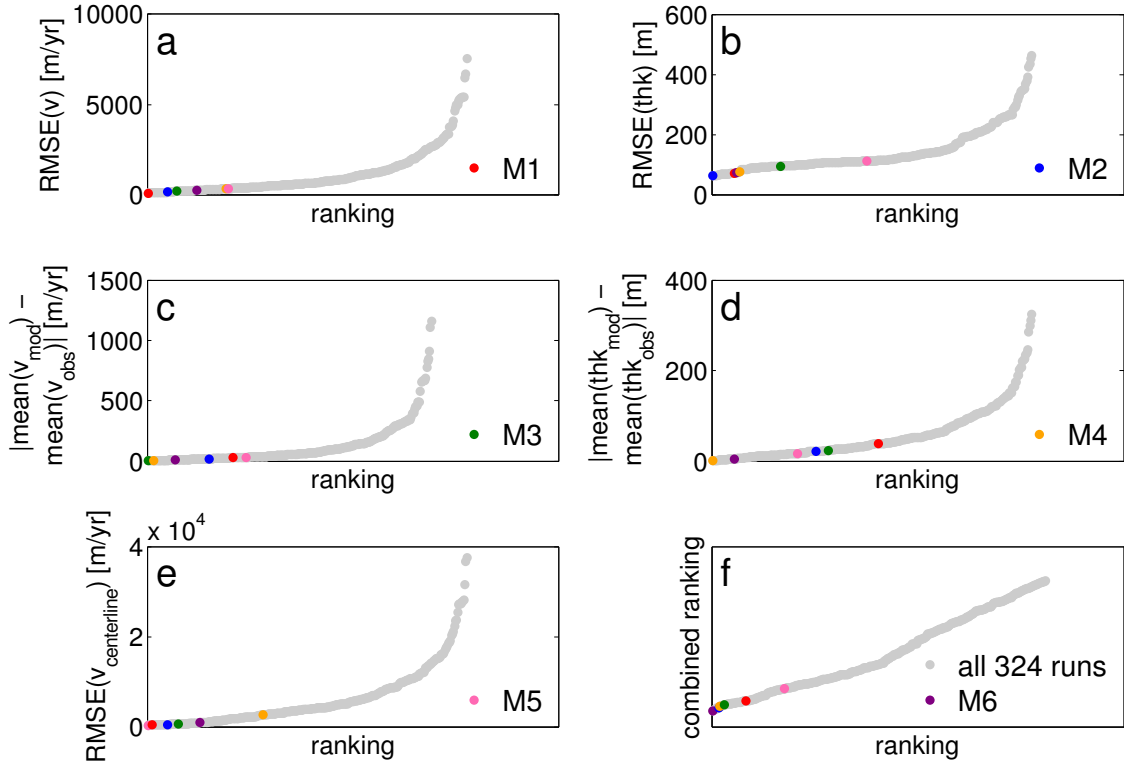 a
RMSE(v) [m/yr]
10000
5000
0
M1
ranking
b
RMSE(thk) [m]
600
400
200
0
M2
ranking
c
|mean(v_mod) –
mean(v_obs)| [m/yr]
1500
1000
500
0
M3
ranking
d
|mean(thk_mod) –
mean(thk_obs)| [m]
400
200
0
M4
ranking
e
RMSE(v_centerline) [m/yr]
x 10^4
4
2
0
M5
ranking
f
combined ranking
all 324 runs
M6
ranking